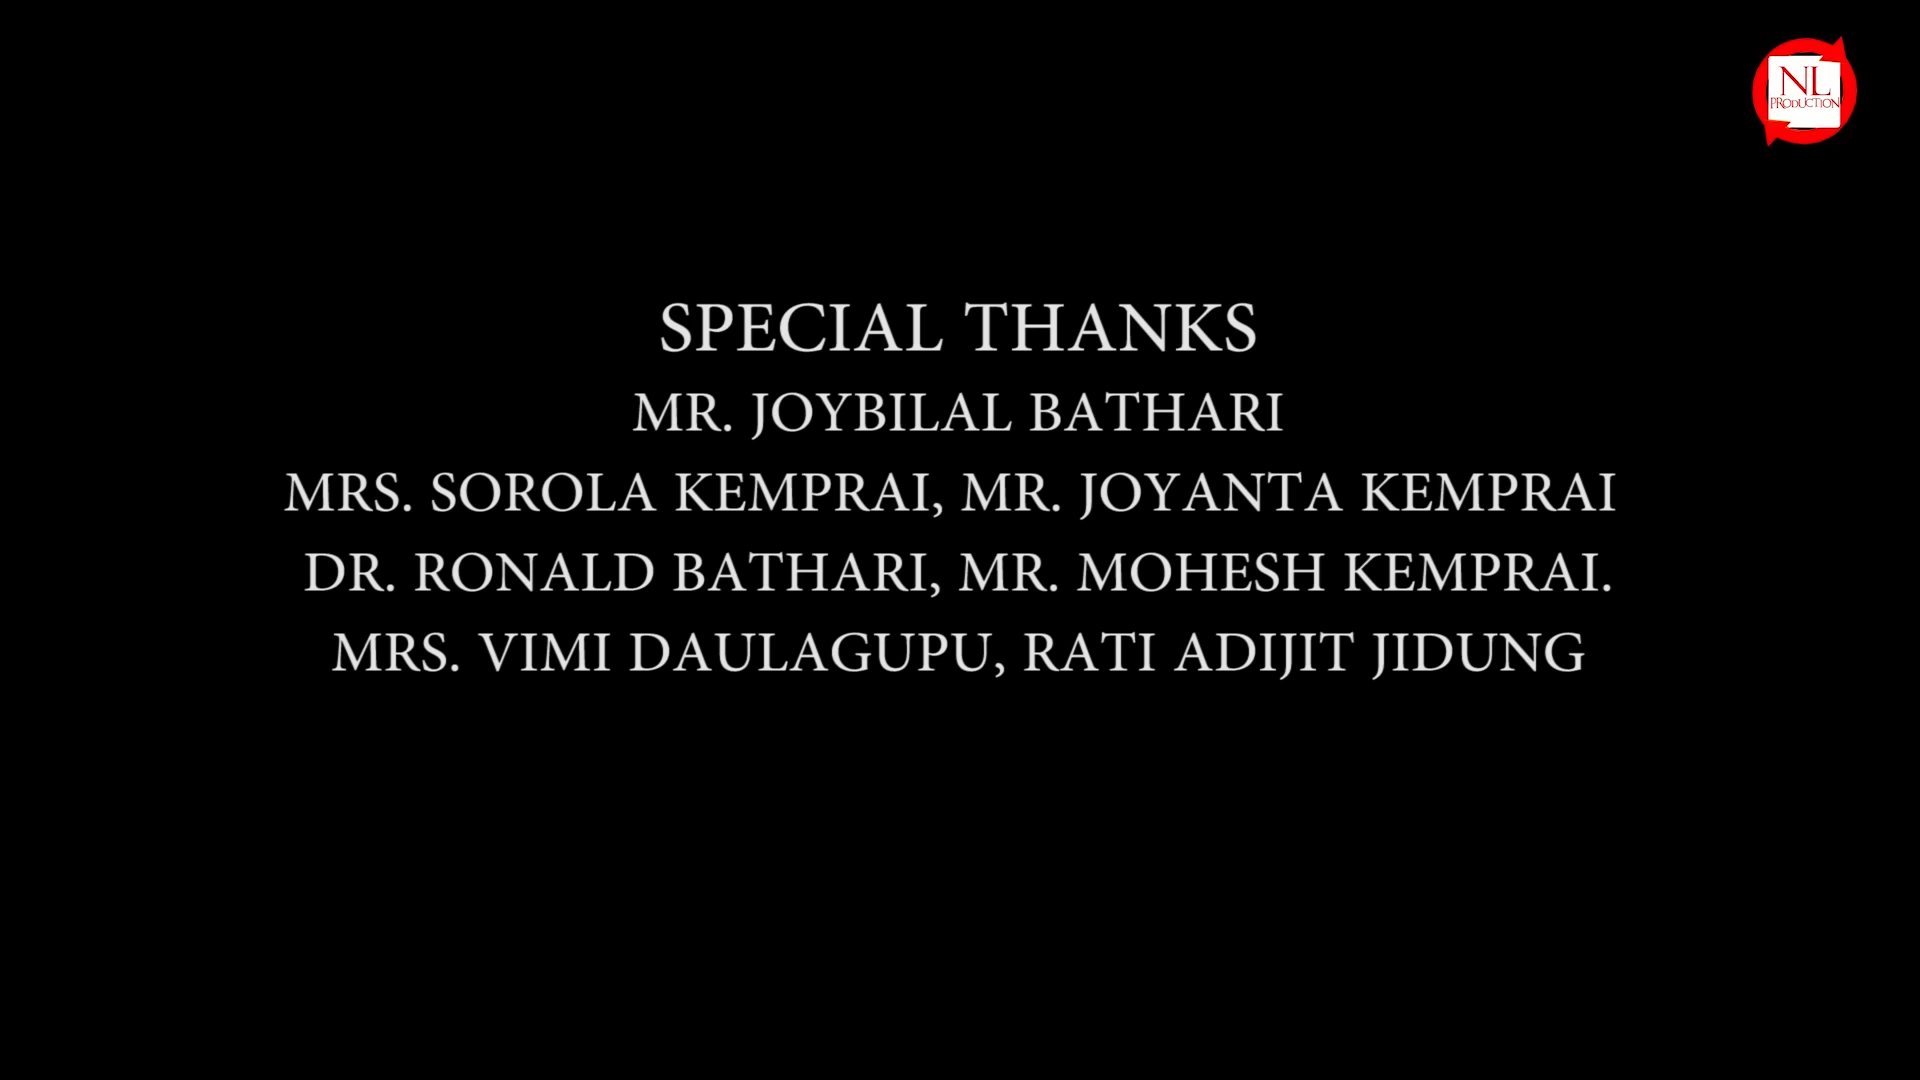 NL
PRODUCTION
SPECIAL THANKS
MR. JOYBILAL BATHARI
MRS. SOROLA KEMPRAI, MR. JOYANTA KEMPRAI
DR. RONALD BATHARI, MR. MOHESH KEMPRAI.
MRS. VIMI DAULAGUPU, RATI ADIJIT JIDUNG